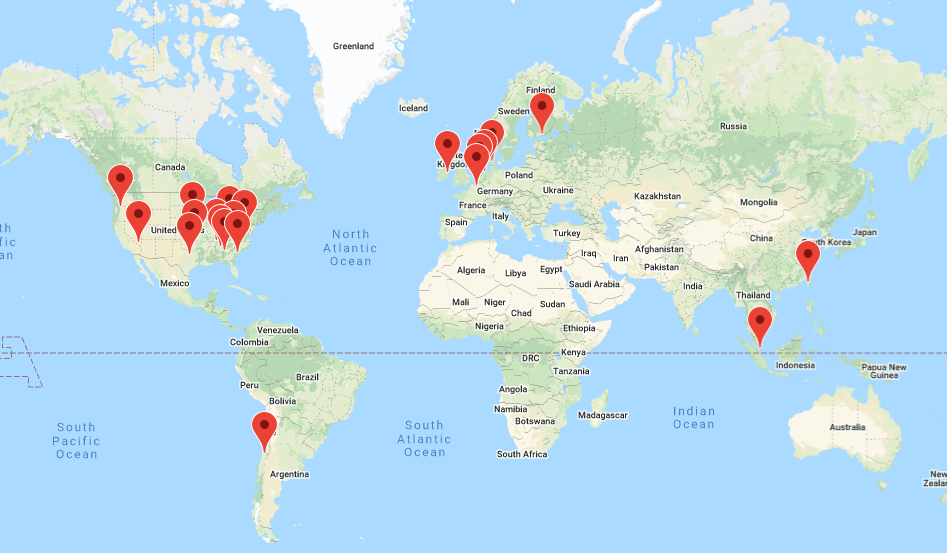 Greenland
Iceland
Finland
Sweden
Russia
Canada
Kingdom
Poland
Germany
Ukraine
Kazakhstan
Mongolia
France
Italy
Spain
Turkey
China
Japan
South Korea
United
North
Atlantic
Ocean
Iraq
Iran
Afghanistan
Pakistan
Algeria
Libya
Egypt
Saudi Arabia
India
Mexico
Mali
Niger
Chad
Sudan
Thailand
Venezuela
Colombia
Nigeria
Ethiopia
DRC
Kenya
Tanzania
Indonesia
Papua New
Guinea
Peru
Brazil
Bolivia
Angola
Namibia
Botswana
Madagascar
South
Pacific
Ocean
South
Atlantic
Ocean
Indian
Ocean
Australia
South Africa
Argentina
New